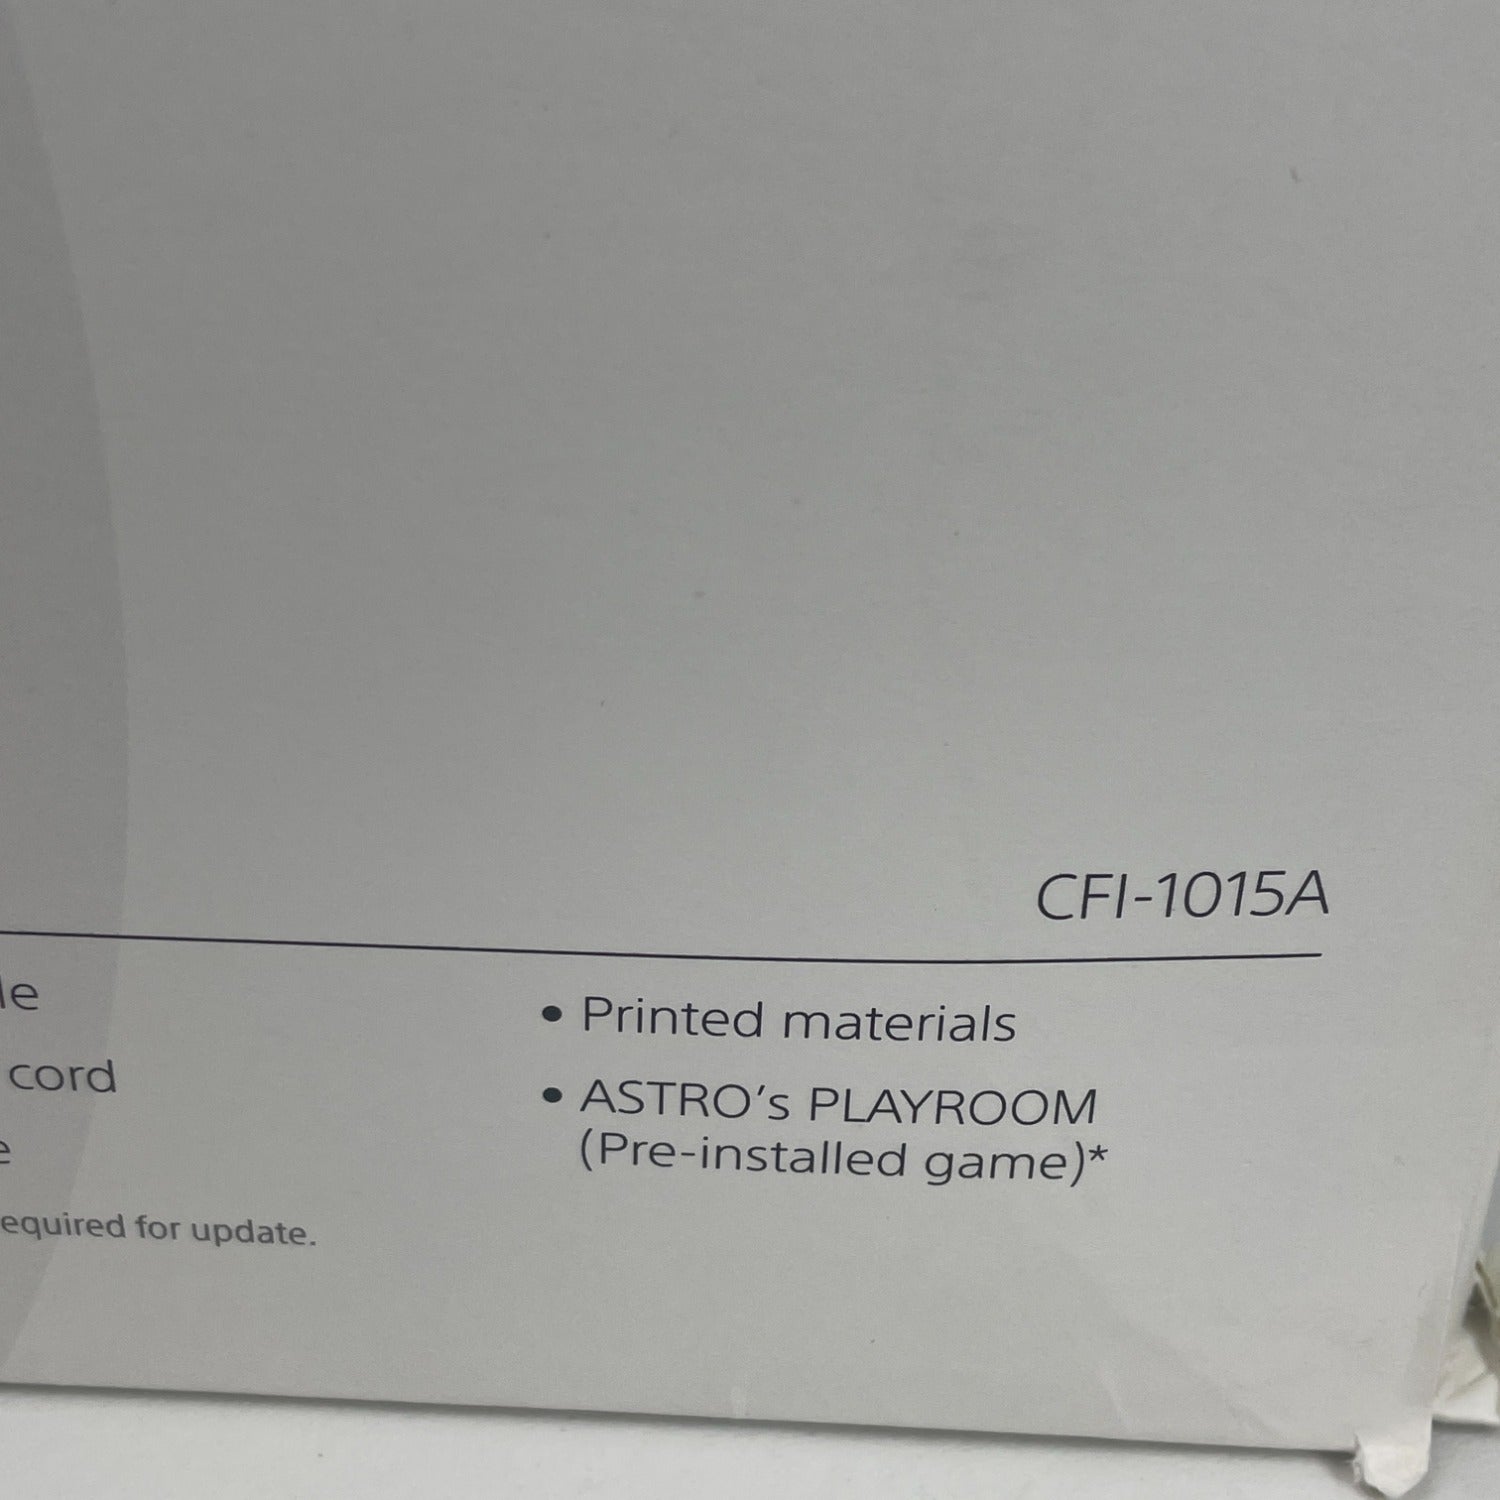 CFI-1015A
cord
equired for update.
• Printed materials
• ASTRO's PLAYROOM
(Pre-installed game)*